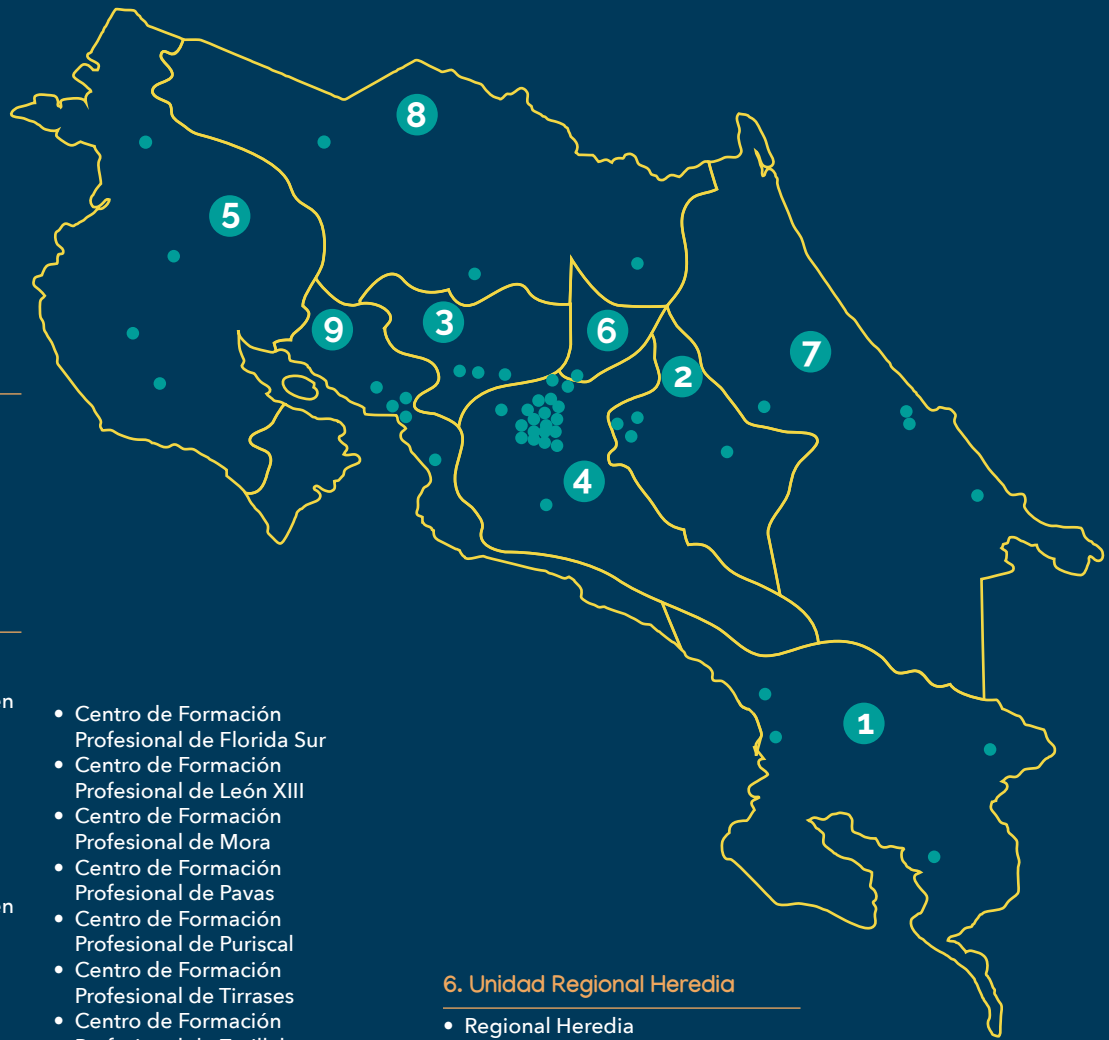 8
5
9
3
6
7
2
4
1
en
en
• Centro de Formación
Profesional de Florida Sur
• Centro de Formación
Profesional de León XIII
• Centro de Formación
Profesional de Mora
• Centro de Formación
Profesional de Pavas
• Centro de Formación
Profesional de Puriscal
• Centro de Formación
Profesional de Tirrases
• Centro de Formación
6. Unidad Regional Heredia
• Regional Heredia